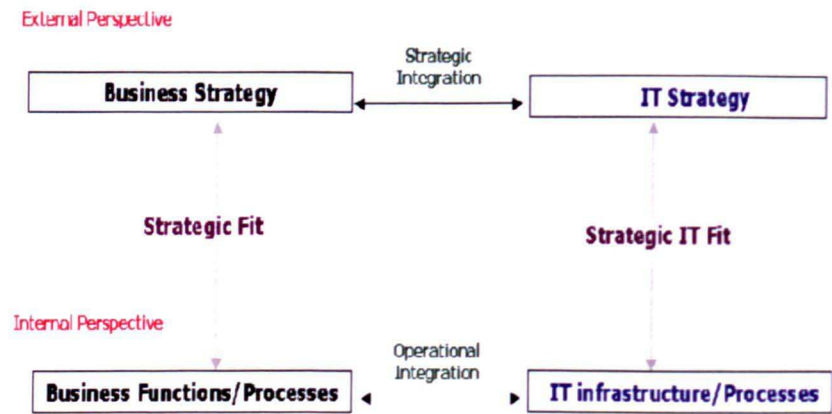 External Perspective
Strategic
Integration
Business Strategy
IT Strategy
Strategic Fit
Strategic IT Fit
Internal Perspective
Operational
Integration
Business Functions/Processes
IT infrastructure/Processes